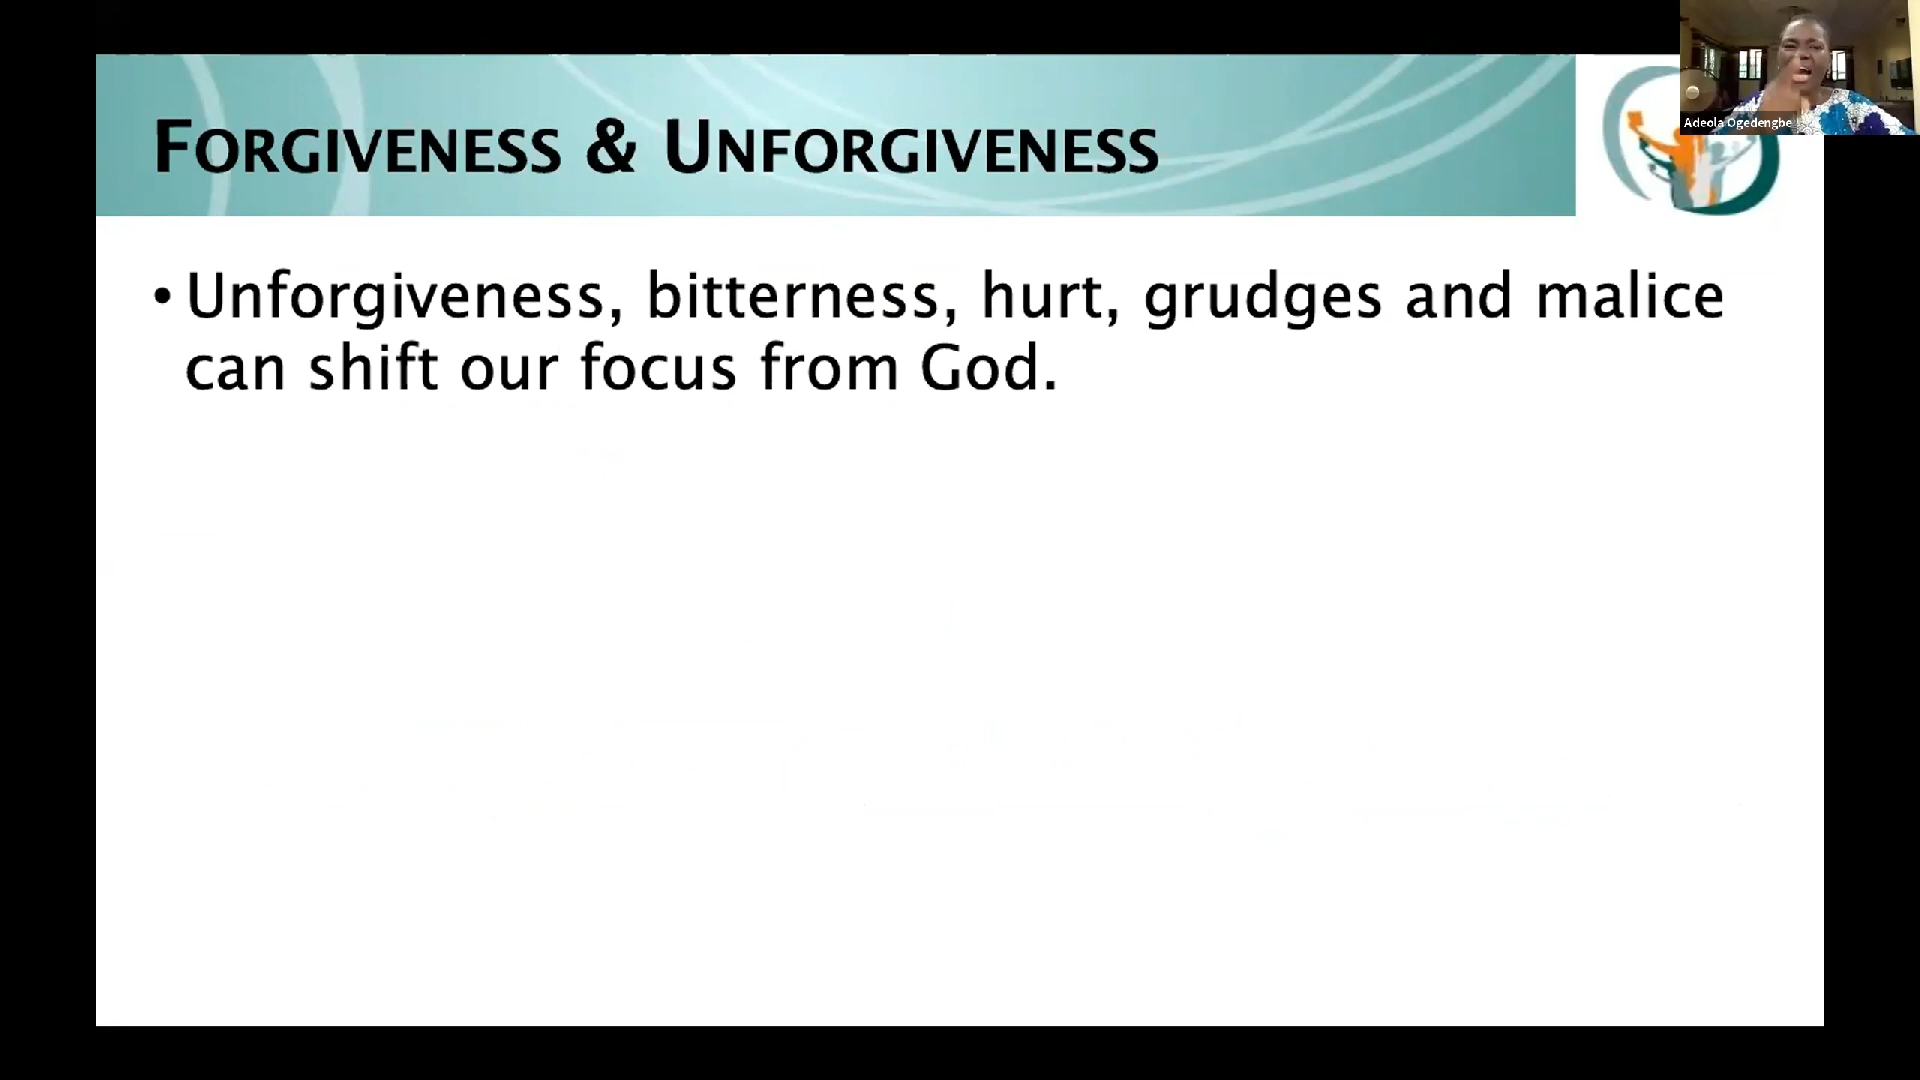 FORGIVENESS & UNFORGIVENESS
Adeola Ogedengbe
• Unforgiveness, bitterness, hurt, grudges and malice
can shift our focus from God.